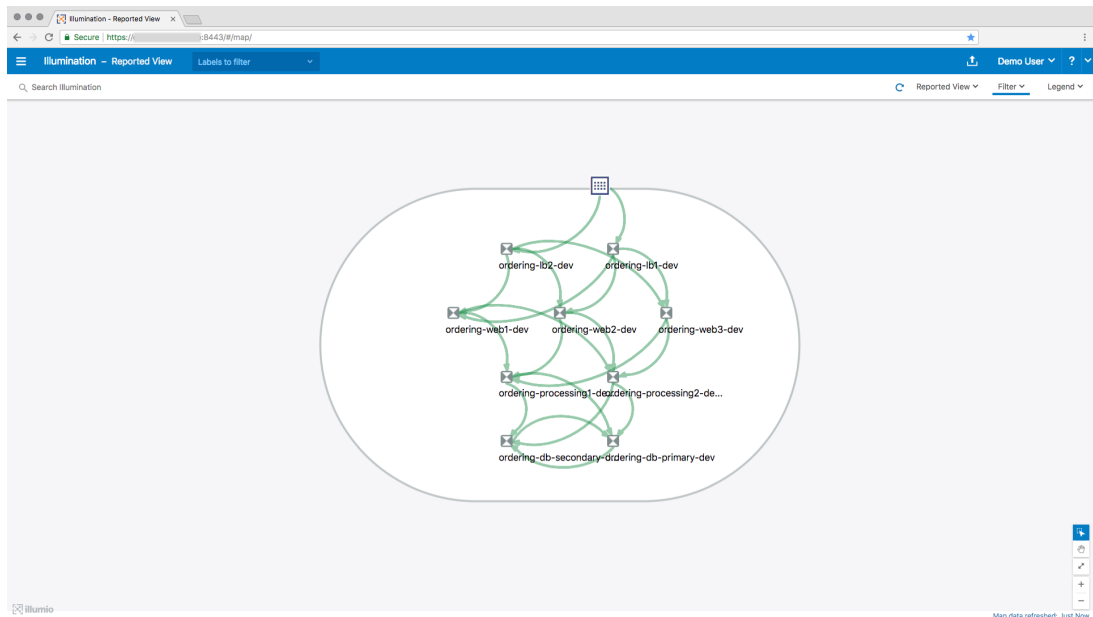 Illumination - Reported View
Secure https:// :8443/#/map/
Illumination – Reported View Labels to filter Demo User ?
Search Illumination Reported View Filter Legend
ordering-lb2-dev ordering-lb1-dev
ordering-web1-dev ordering-web2-dev ordering-web3-dev
ordering-processing1-de... ordering-processing2-de...
ordering-db-secondary-d... ordering-db-primary-dev
illumio
Map data refreshed: Just Now